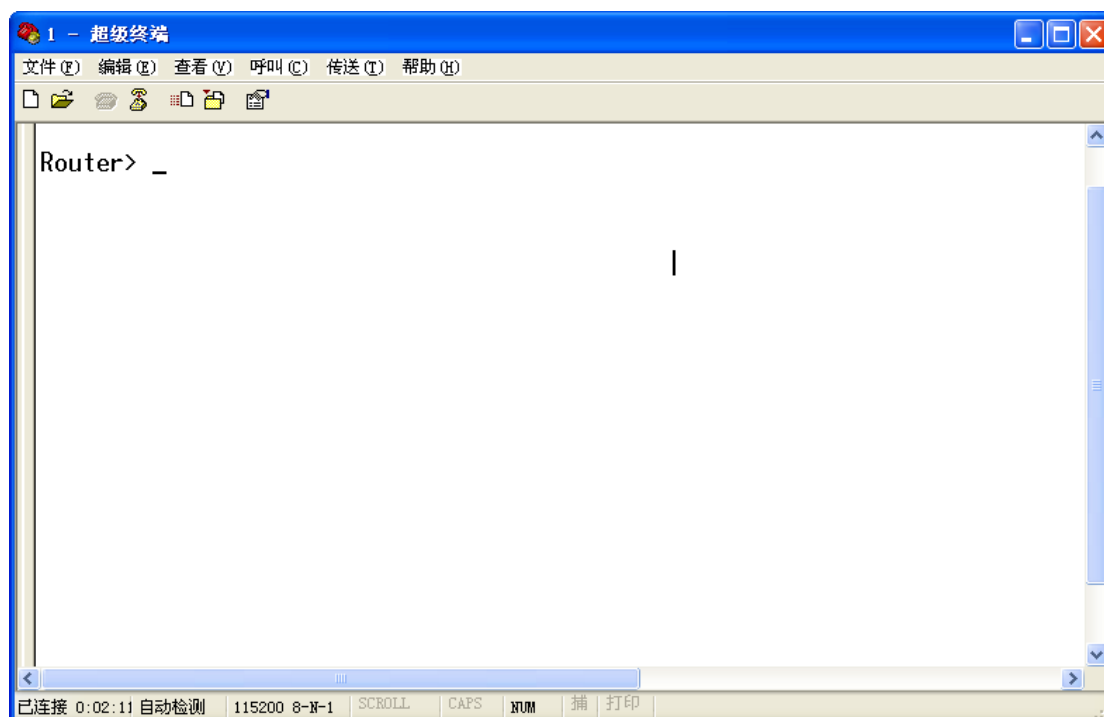 1 - 超级终端
文件(F) 编辑(E) 查看(V) 呼叫(C) 传送(T) 帮助(H)
Router> _
已连接 0:02:11 自动检测 115200 8-N-1 SCROLL CAPS NUM 捕 打印